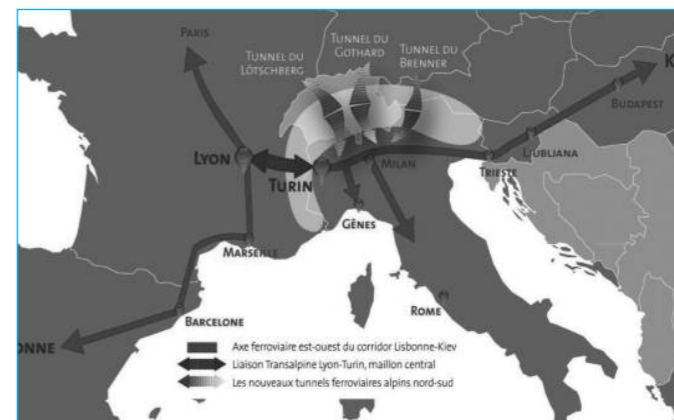 PARIS
TUNNEL DU
LÖTSCHBERG
TUNNEL DU
GOTHARD
TUNNEL DU
BRENNER
K
BUDAPEST
LJUBLJANA
LYON
TURIN
MILAN
TRIESTE
GÊNES
MARSEILLE
ROME
BARCELONE
ONNE
Axe ferroviaire est-ouest du corridor Lisbonne-Kiev
Liaison Transalpine Lyon-Turin, maillon central
Les nouveaux tunnels ferroviaires alpins nord-sud